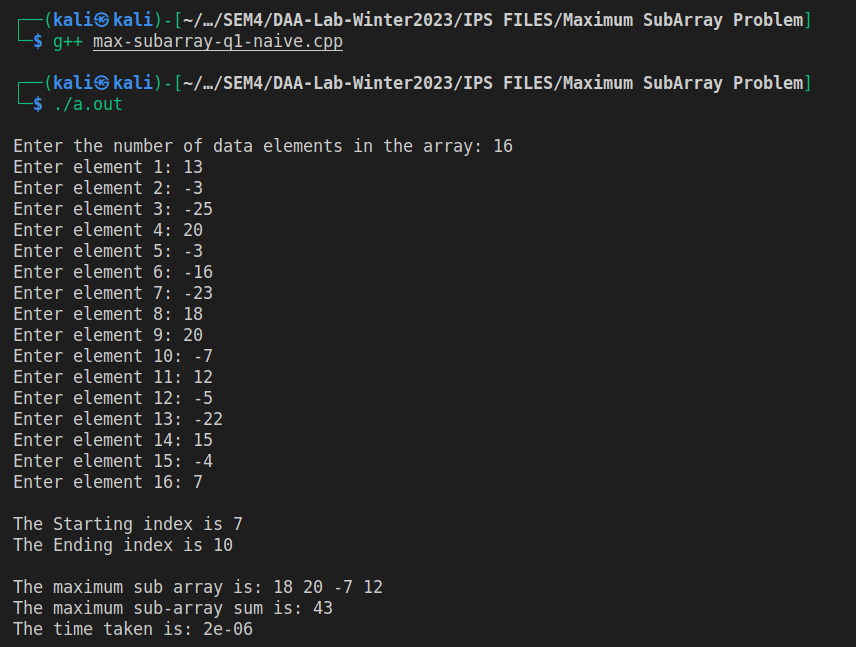 ┌──(kali㉿kali)-[~/…/SEM4/DAA-Lab-Winter2023/IPS FILES/Maximum SubArray Problem]
└─$ g++ max-subarray-q1-naive.cpp
┌──(kali㉿kali)-[~/…/SEM4/DAA-Lab-Winter2023/IPS FILES/Maximum SubArray Problem]
└─$ ./a.out
Enter the number of data elements in the array: 16
Enter element 1: 13
Enter element 2: -3
Enter element 3: -25
Enter element 4: 20
Enter element 5: -3
Enter element 6: -16
Enter element 7: -23
Enter element 8: 18
Enter element 9: 20
Enter element 10: -7
Enter element 11: 12
Enter element 12: -5
Enter element 13: -22
Enter element 14: 15
Enter element 15: -4
Enter element 16: 7
The Starting index is 7
The Ending index is 10
The maximum sub array is: 18 20 -7 12
The maximum sub-array sum is: 43
The time taken is: 2e-06